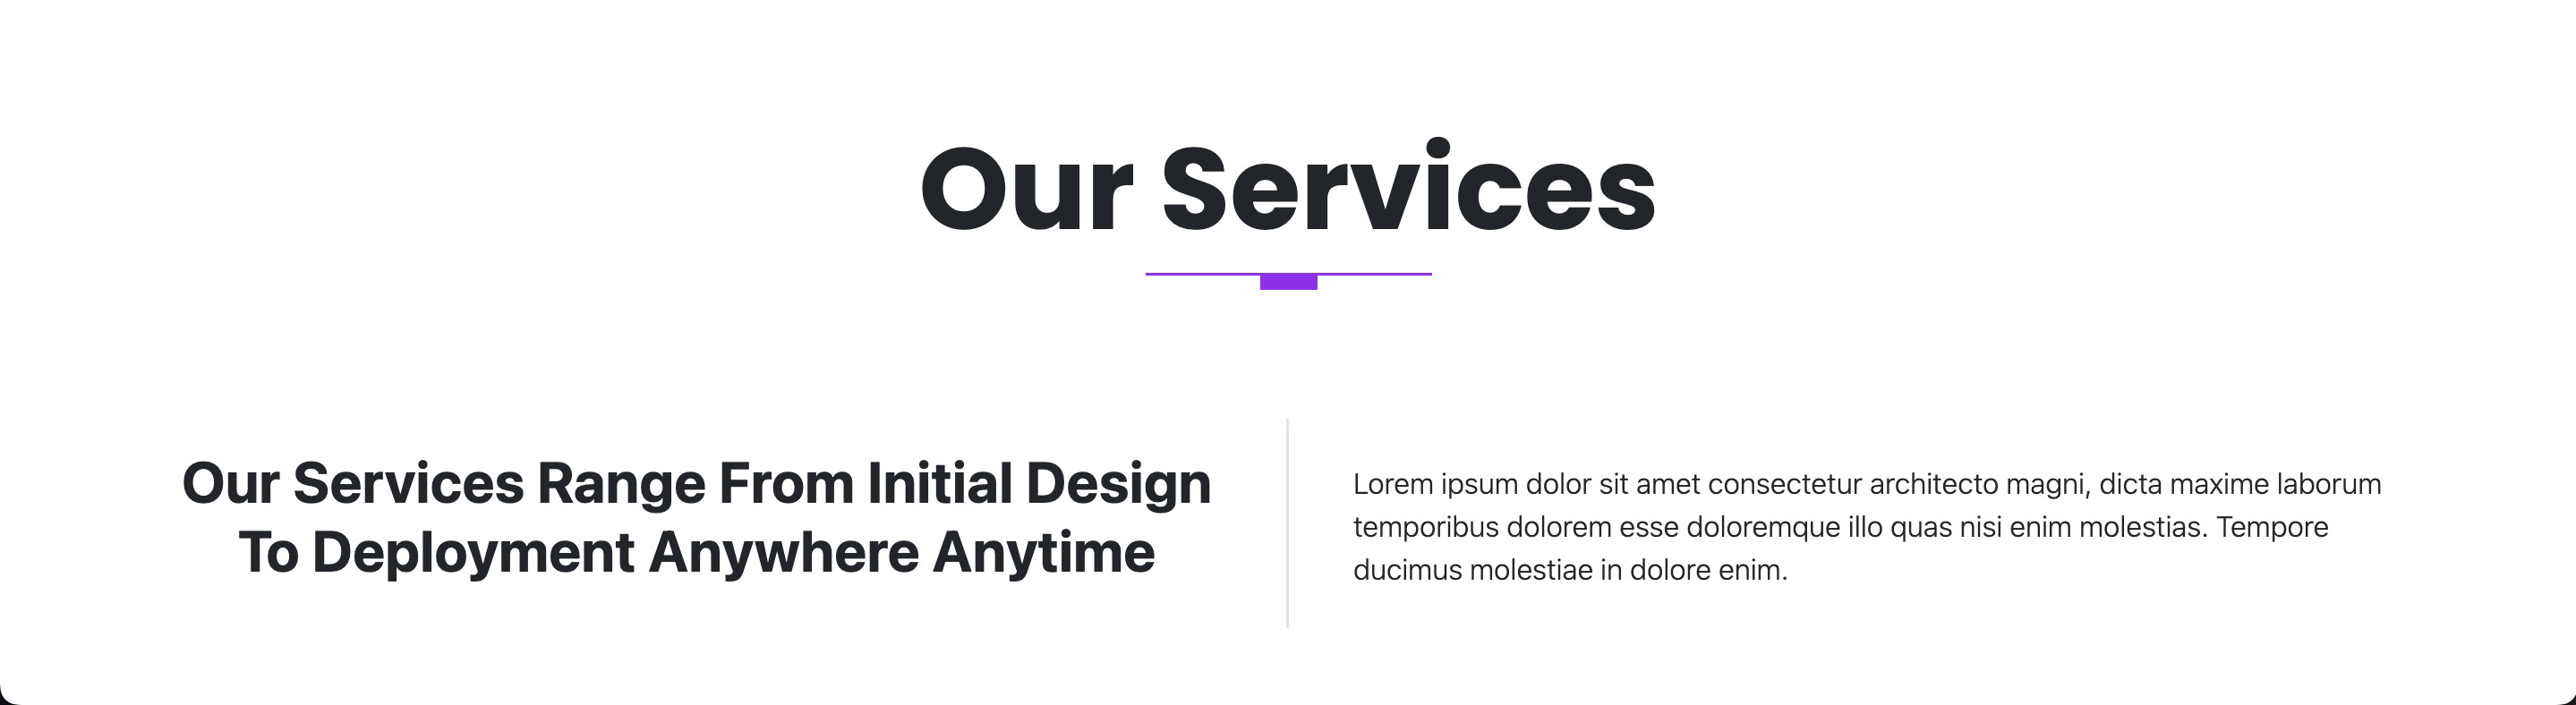 Our Services
Our Services Range From Initial Design
To Deployment Anywhere Anytime
Lorem ipsum dolor sit amet consectetur architecto magni, dicta maxime laborum
temporibus dolorem esse doloremque illo quas nisi enim molestias. Tempore
ducimus molestiae in dolore enim.